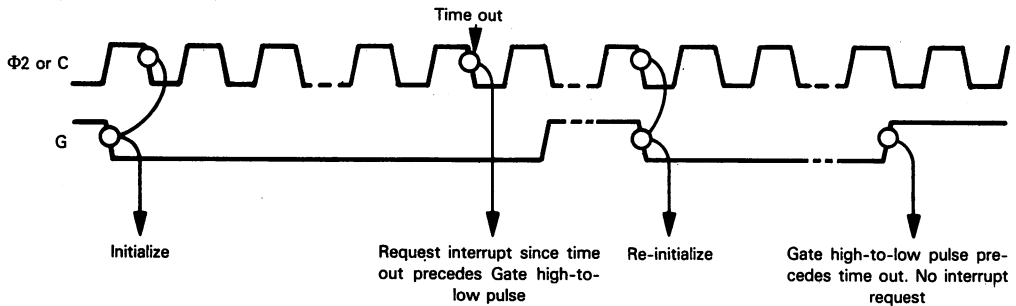 Time out
Φ2 or C
G
Initialize
Request interrupt since time
out precedes Gate high-to-
low pulse
Re-initialize
Gate high-to-low pulse pre-
cedes time out. No interrupt
request